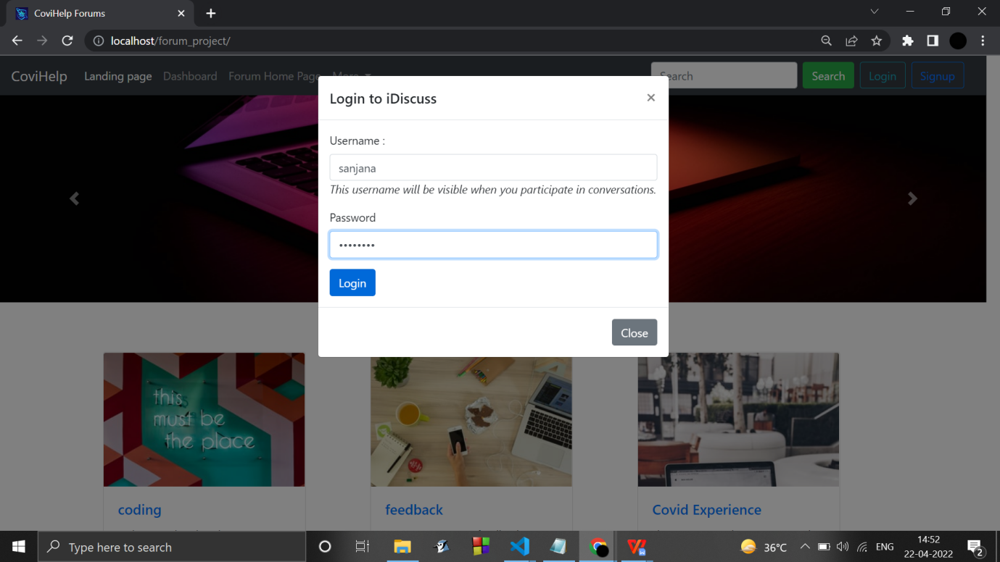 CoviHelp Forums
localhost/forum_project/
CoviHelp Landing page Dashboard Forum Home Page More Search Search Login Signup
Login to iDiscuss ×
Username :
sanjana
This username will be visible when you participate in conversations.
Password
••••••••
Login
Close
this
must be
the place
coding feedback Covid Experience
Type here to search
36°C ENG
14:52
22-04-2022
2